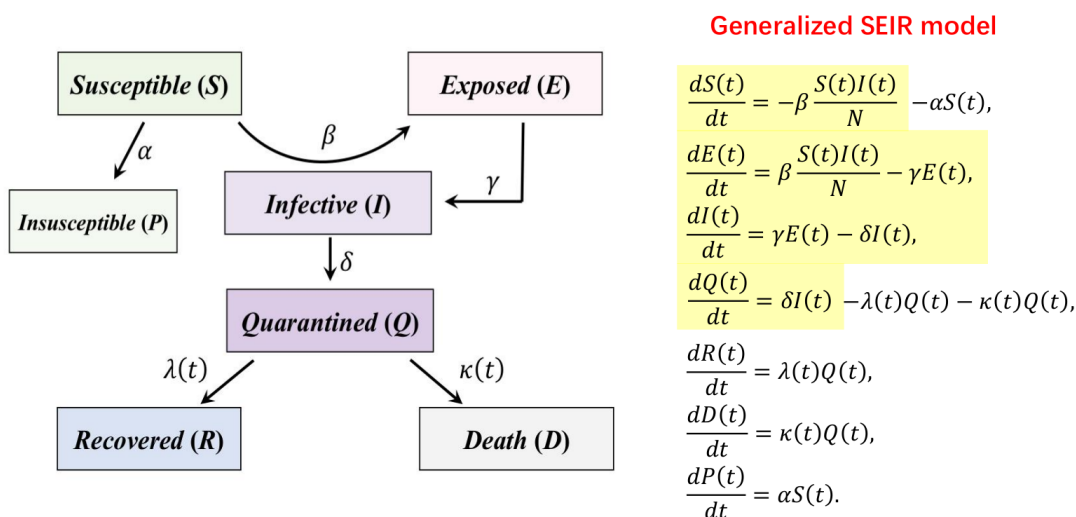 Generalized SEIR model
Susceptible (S)
Exposed (E)
α
β
Insusceptible (P)
Infective (I)
γ
δ
Quarantined (Q)
λ(t)
κ(t)
Recovered (R)
Death (D)
dS(t)/dt = −β S(t)I(t)/N −αS(t),
dE(t)/dt = β S(t)I(t)/N − γE(t),
dI(t)/dt = γE(t) − δI(t),
dQ(t)/dt = δI(t) −λ(t)Q(t) − κ(t)Q(t),
dR(t)/dt = λ(t)Q(t),
dD(t)/dt = κ(t)Q(t),
dP(t)/dt = αS(t).